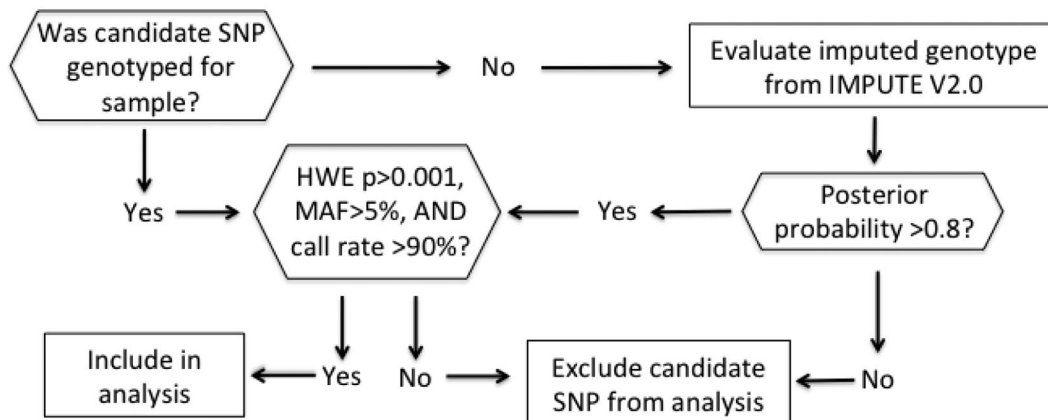 Was candidate SNP
genotyped for
sample?
No
Evaluate imputed genotype
from IMPUTE V2.0
Yes
HWE p>0.001,
MAF>5%, AND
call rate >90%?
Yes
Posterior
probability >0.8?
Include in
analysis
Yes
No
Exclude candidate
SNP from analysis
No